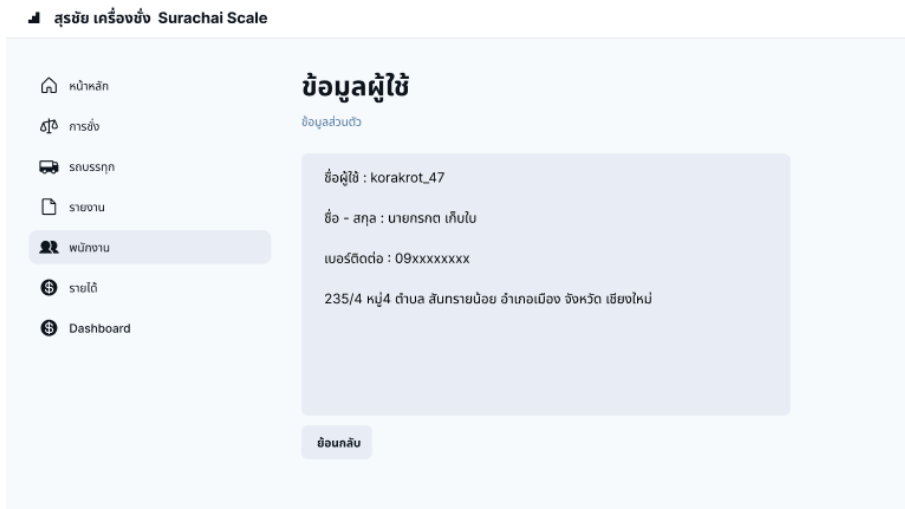 สุรชัย เครื่องชั่ง Surachai Scale
หน้าหลัก
การชั่ง
รถบรรทุก
รายงาน
พนักงาน
รายได้
Dashboard
ข้อมูลผู้ใช้
ข้อมูลส่วนตัว
ชื่อผู้ใช้ : korakrot_47
ชื่อ - สกุล : นายกรกต เก็บใบ
เบอร์ติดต่อ : 09xxxxxxxx
235/4 หมู่4 ตำบล สันทรายน้อย อำเภอเมือง จังหวัด เชียงใหม่
ย้อนกลับ